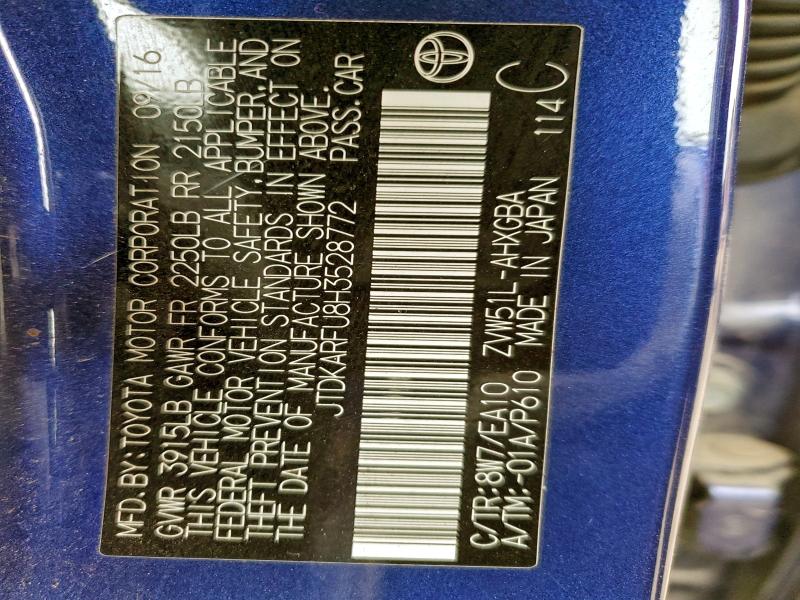 MFD.BY:TOYOTA MOTOR CORPORATION 09/16
GVWR 3915LB GAWR FR 2250LB RR 2150LB
THIS VEHICLE CONFORMS TO ALL APPLICABLE
FEDERAL MOTOR VEHICLE SAFETY,BUMPER,AND
THEFT PREVENTION STANDARDS IN EFFECT ON
THE DATE OF MANUFACTURE SHOWN ABOVE.
JTDKARFU8H3528772 PASS.CAR
C/TR:8W7/EA10 ZVW51L-AHXGBA
A/TM:-01A/P610 MADE IN JAPAN 114 C